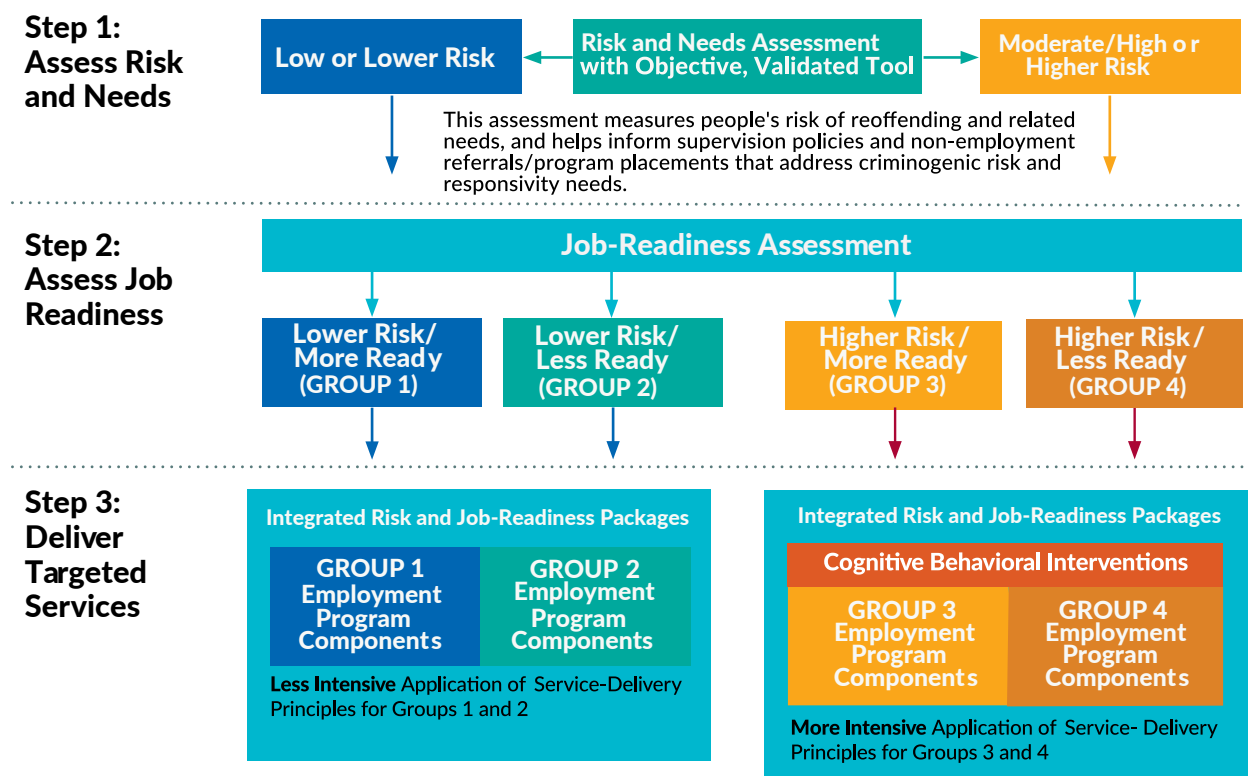 Step 1:
Assess Risk
and Needs
Low or Lower Risk
Risk and Needs Assessment
with Objective, Validated Tool
Moderate/High or
Higher Risk
This assessment measures people's risk of reoffending and related
needs, and helps inform supervision policies and non-employment
referrals/program placements that address criminogenic risk and
responsivity needs.
Step 2:
Assess Job
Readiness
Job-Readiness Assessment
Lower Risk/
More Ready
(GROUP 1)
Lower Risk/
Less Ready
(GROUP 2)
Higher Risk/
More Ready
(GROUP 3)
Higher Risk/
Less Ready
(GROUP 4)
Step 3:
Deliver
Targeted
Services
Integrated Risk and Job-Readiness Packages
GROUP 1
Employment
Program
Components
GROUP 2
Employment
Program
Components
Less Intensive Application of Service-Delivery
Principles for Groups 1 and 2
Integrated Risk and Job-Readiness Packages
Cognitive Behavioral Interventions
GROUP 3
Employment
Program
Components
GROUP 4
Employment
Program
Components
More Intensive Application of Service- Delivery
Principles for Groups 3 and 4